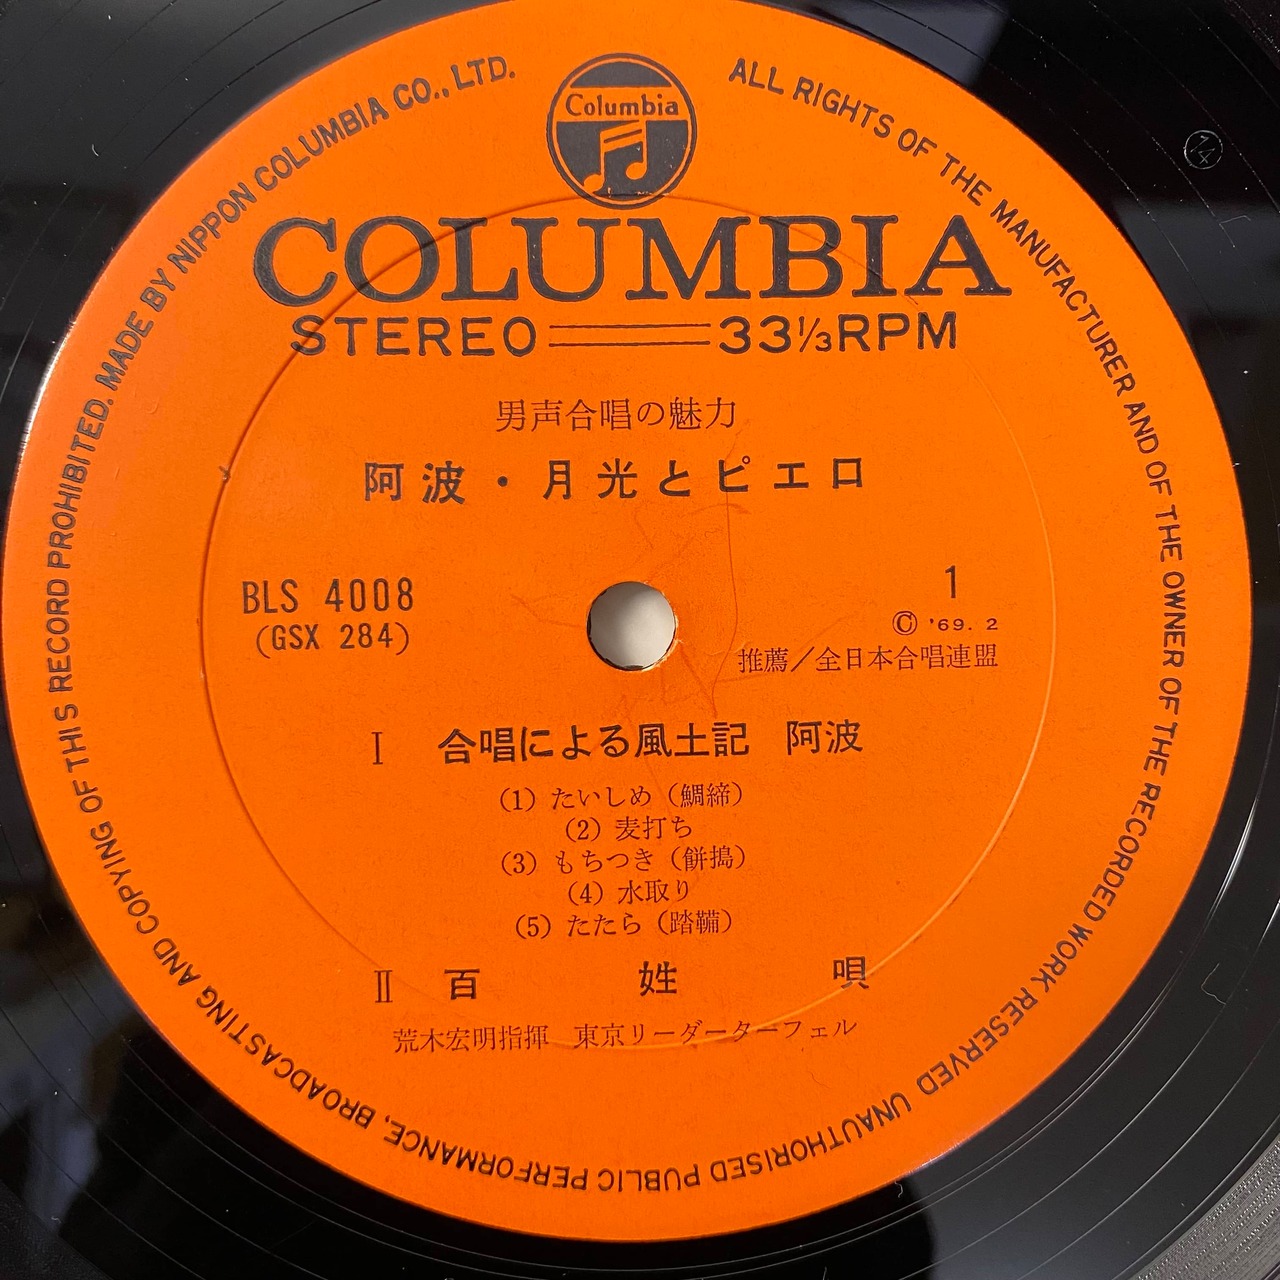 Columbia
COLUMBIA
STEREO 33⅓RPM
男声合唱の魅力
阿波・月光とピエロ
BLS 4008
(GSX 284)
1
Ⓒ '69. 2
推薦／全日本合唱連盟
Ⅰ 合唱による風土記 阿波
(1) たいしめ（鯛締）
(2) 麦打ち
(3) もちつき（餅搗）
(4) 水取り
(5) たたら（踏鞴）
Ⅱ 百姓唄
荒木宏明指揮 東京リーダーターフェル
ALL RIGHTS OF THE MANUFACTURER AND OF THE OWNER OF THE RECORDED WORK RESERVED UNAUTHORISED PUBLIC PERFORMANCE, BROADCASTING AND COPYING OF THIS RECORD PROHIBITED. MADE BY NIPPON COLUMBIA CO., LTD.